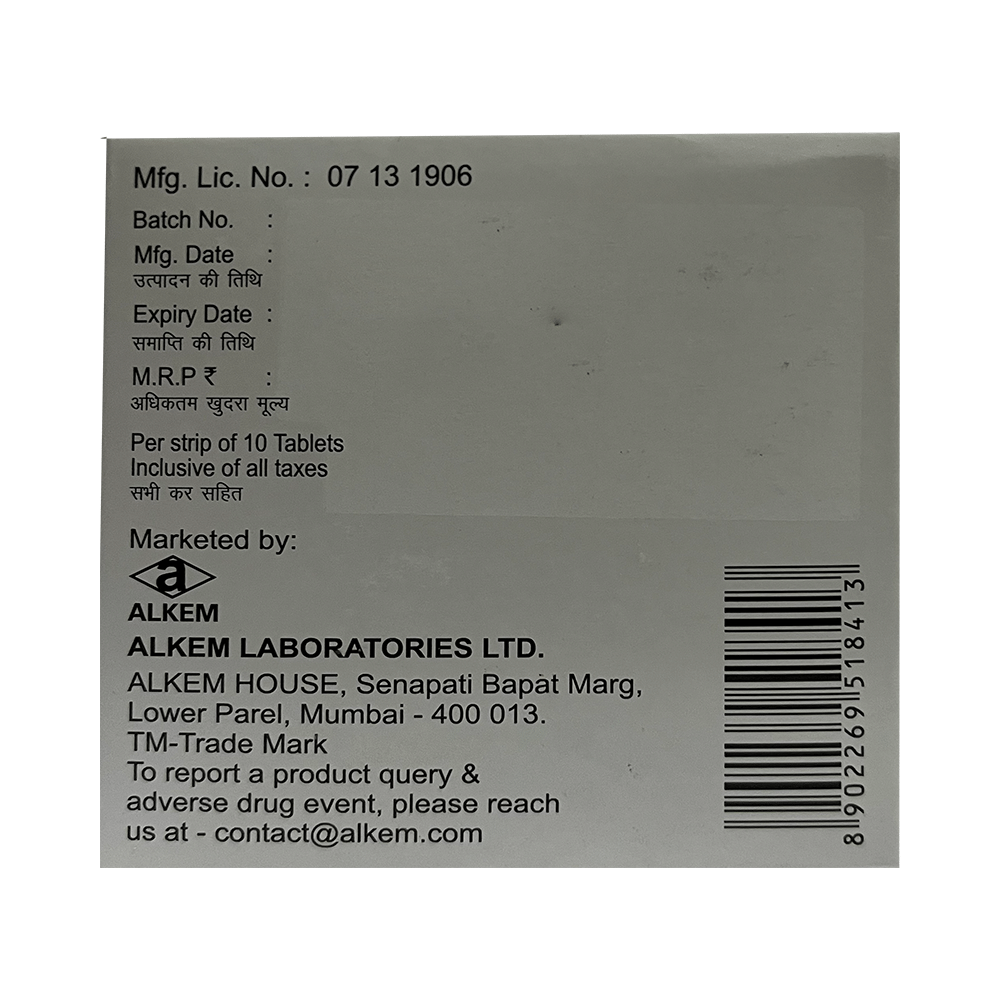 Mfg. Lic. No. : 07 13 1906
Batch No. :
Mfg. Date :
उत्पादन की तिथि
Expiry Date :
समाप्ति की तिथि
M.R.P ₹ :
अधिकतम खुदरा मूल्य
Per strip of 10 Tablets
Inclusive of all taxes
सभी कर सहित
Marketed by:
a
ALKEM
ALKEM LABORATORIES LTD.
ALKEM HOUSE, Senapati Bapat Marg,
Lower Parel, Mumbai - 400 013.
TM-Trade Mark
To report a product query &
adverse drug event, please reach
us at - contact@alkem.com
8 902269 518413